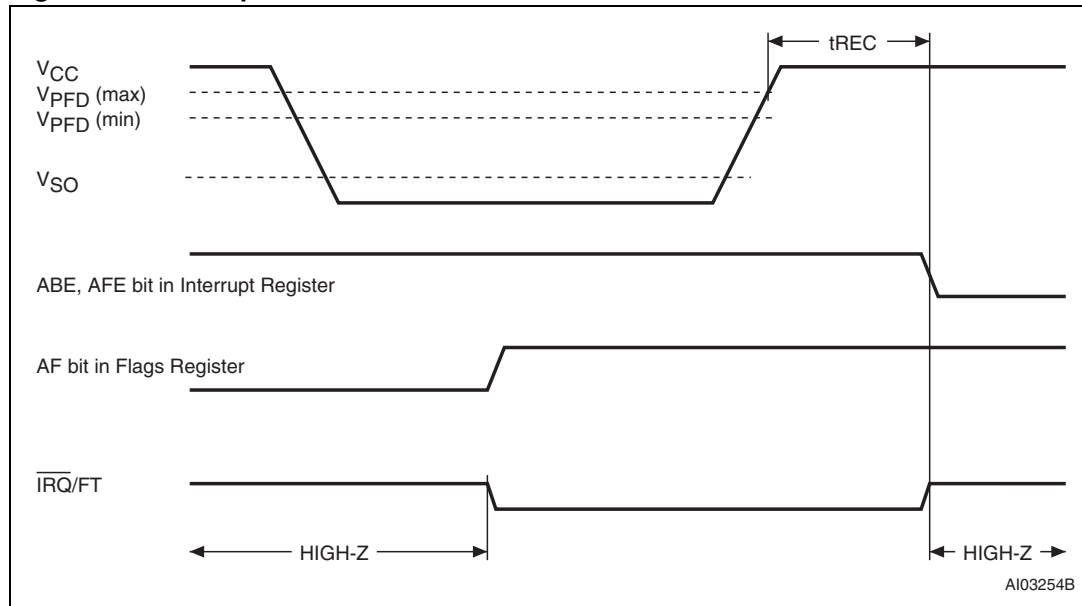 tREC
VCC
VPFD (max)
VPFD (min)
VSO
ABE, AFE bit in Interrupt Register
AF bit in Flags Register
IRQ/FT
HIGH-Z
HIGH-Z
AI03254B